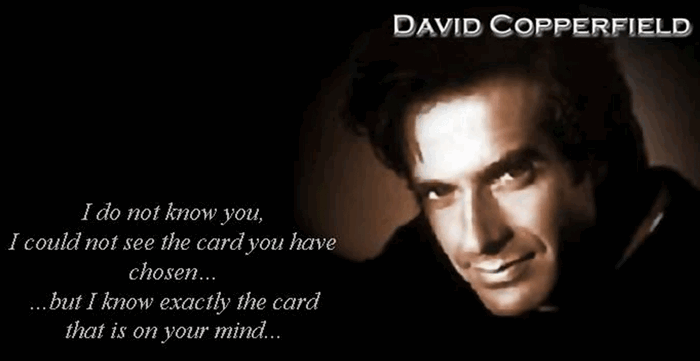 DAVID COPPERFIELD
I do not know you,
I could not see the card you have
chosen...
...but I know exactly the card
that is on your mind...